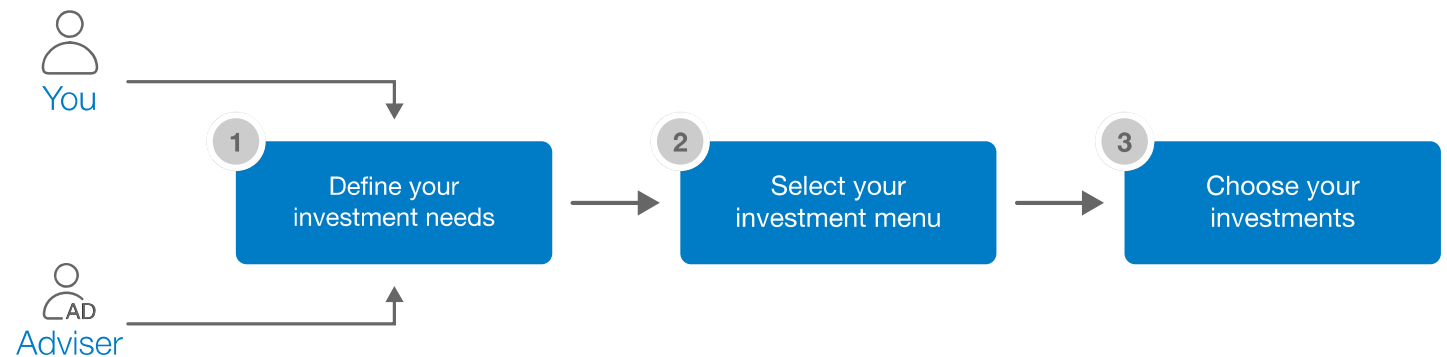 You
1
Define your
investment needs
2
Select your
investment menu
3
Choose your
investments
AD
Adviser